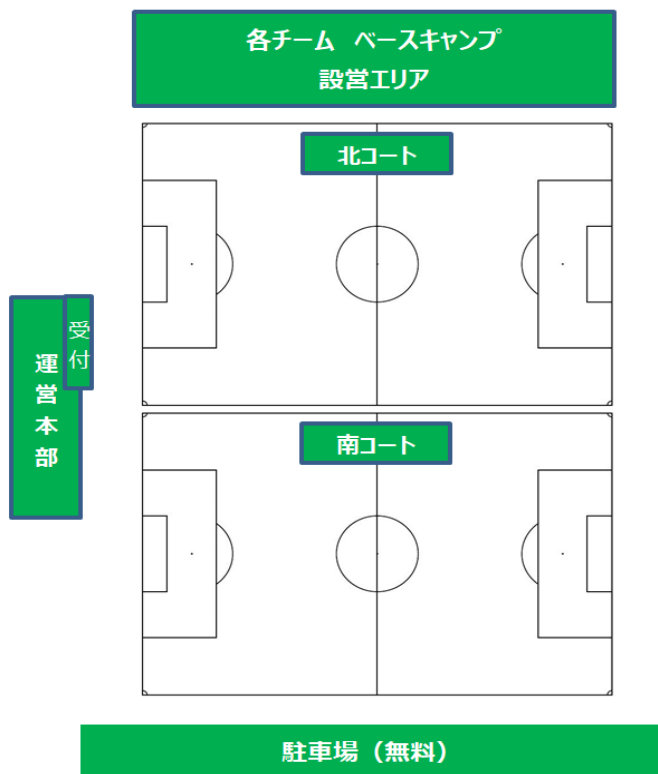 各チーム　ベースキャンプ
設営エリア
北コート
受付
運営本部
南コート
駐車場（無料）